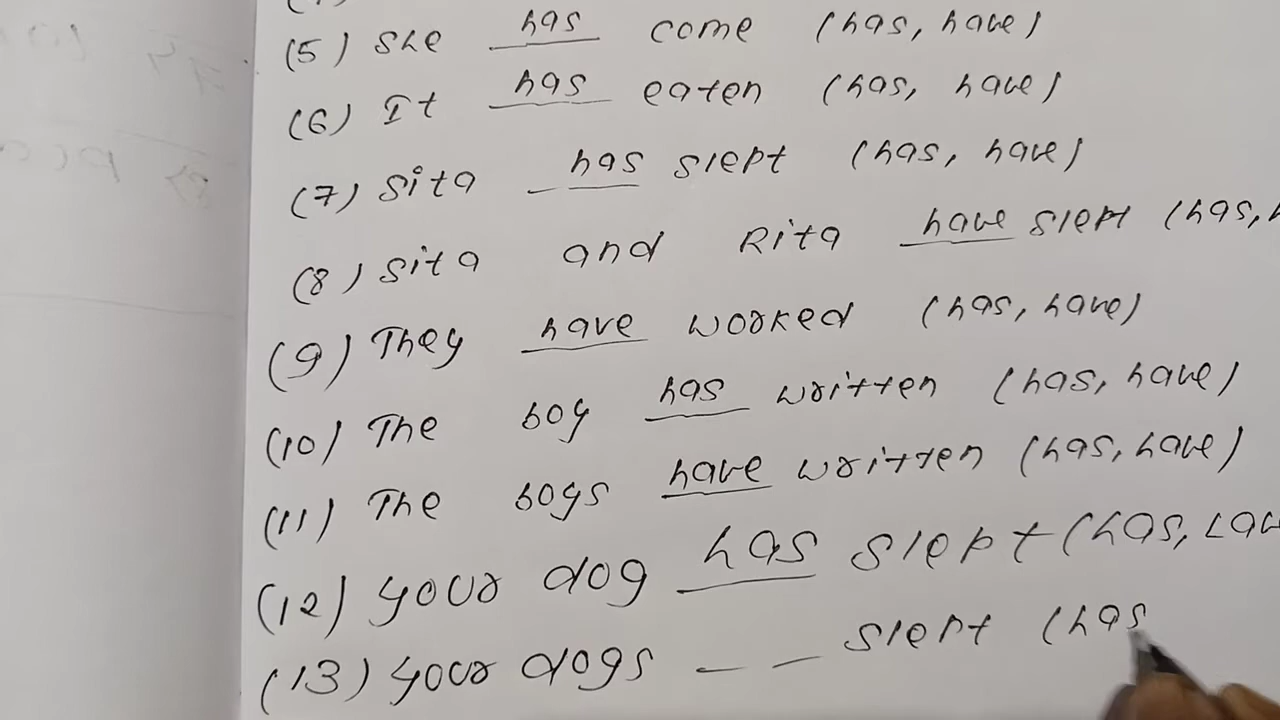 (5) She has come (has, have)
(6) It has eaten (has, have)
(7) Sita has slept (has, have)
(8) Sita and Rita have slept (has, h
(9) They have worked (has, have)
(10) The boy has written (has, have)
(11) The boys have written (has, have)
(12) your dog has slept (has, hav
(13) your dogs _ _ slept (has